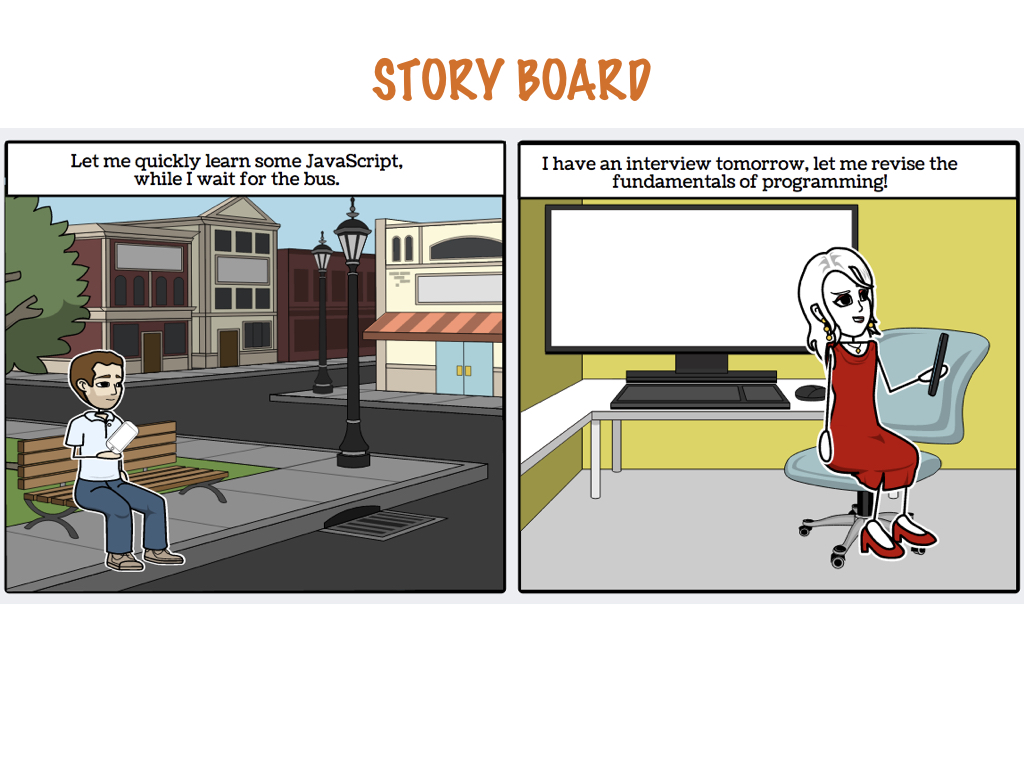 STORY BOARD
Let me quickly learn some JavaScript,
while I wait for the bus.
I have an interview tomorrow, let me revise the
fundamentals of programming!